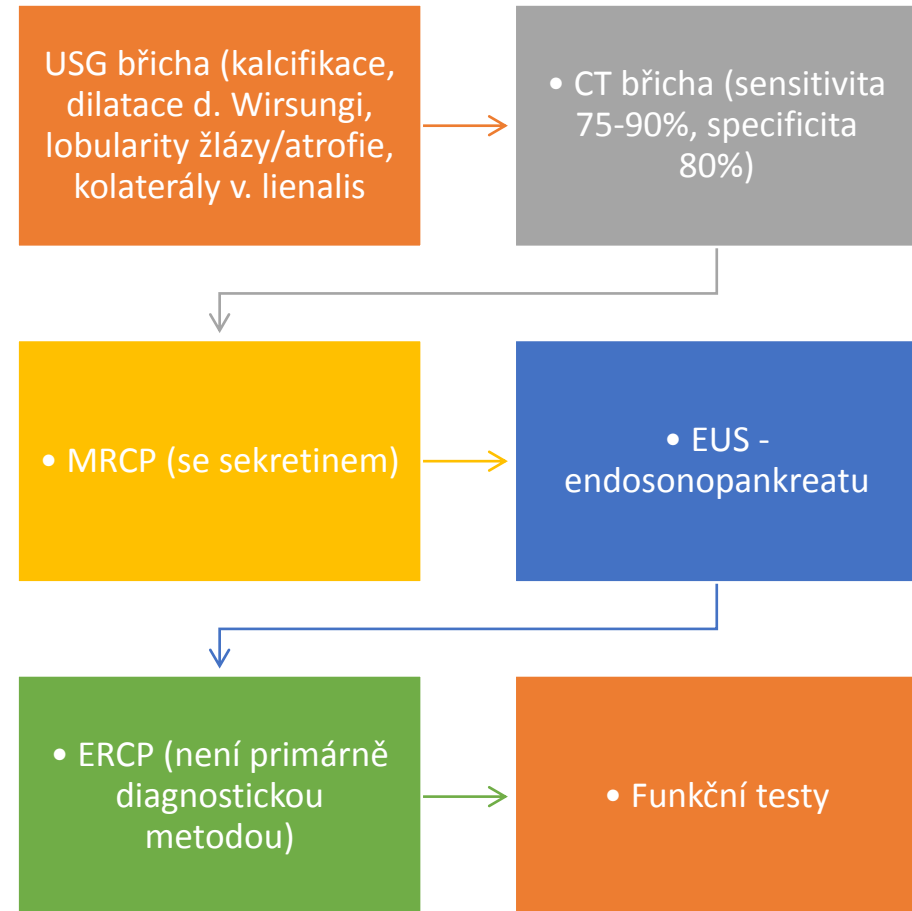 USG břicha (kalcifikace,
dilatace d. Wirsungi,
lobularity žlázy/atrofie,
kolaterály v. lienalis
• CT břicha (sensitivita
75-90%, specificita
80%)
• MRCP (se sekretinem)
• EUS -
endosonopankreatu
• ERCP (není primárně
diagnostickou
metodou)
• Funkční testy